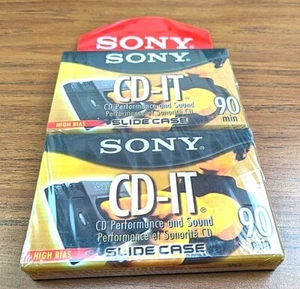 SONY
SONY
CD-IT®
CD Performance and Sound
Performance et Sonorité CD
90
min
HIGH BIAS
SLIDE CASE
SONY
CD-IT®
CD Performance and Sound
Performance et Sonorité CD
90
min
HIGH BIAS
SLIDE CASE